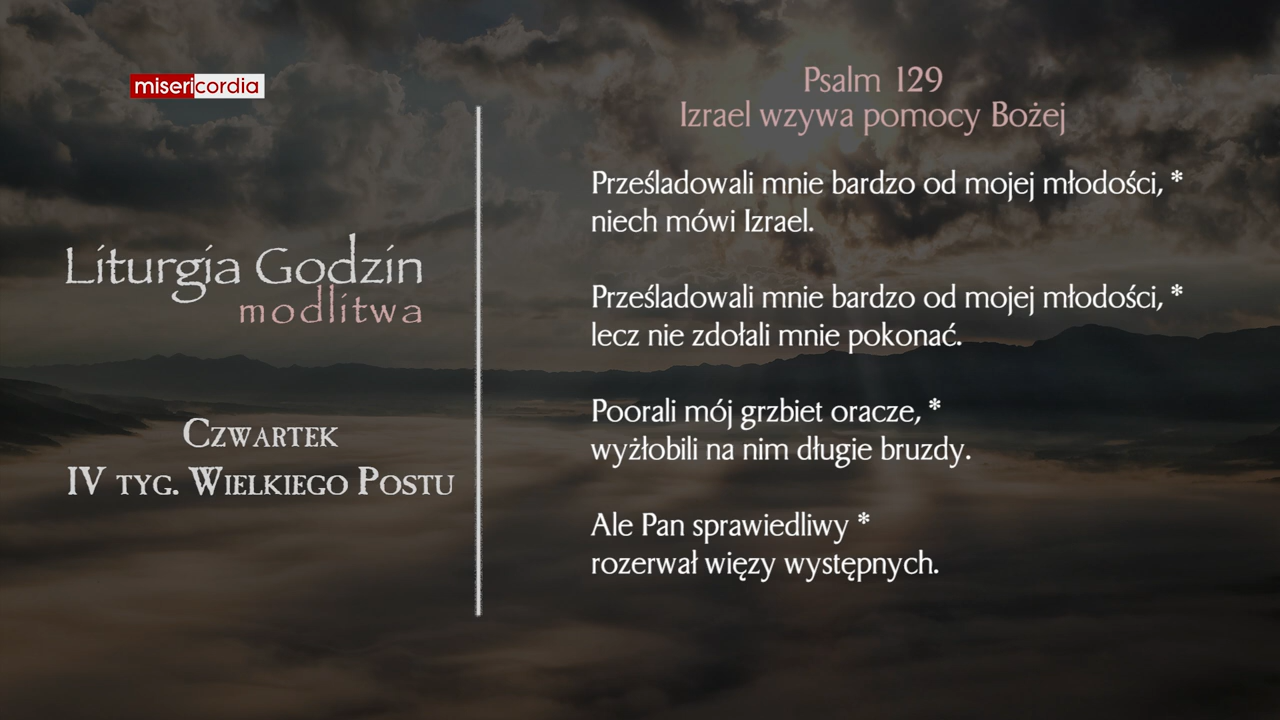 misericordia
Liturgia Godzin
modlitwa
Czwartek
IV tyg. Wielkiego Postu
Psalm 129
Izrael wzywa pomocy Bożej
Prześladowali mnie bardzo od mojej młodości, *
niech mówi Izrael.
Prześladowali mnie bardzo od mojej młodości, *
lecz nie zdołali mnie pokonać.
Poorali mój grzbiet oracze, *
wyżłobili na nim długie bruzdy.
Ale Pan sprawiedliwy *
rozerwał więzy występnych.